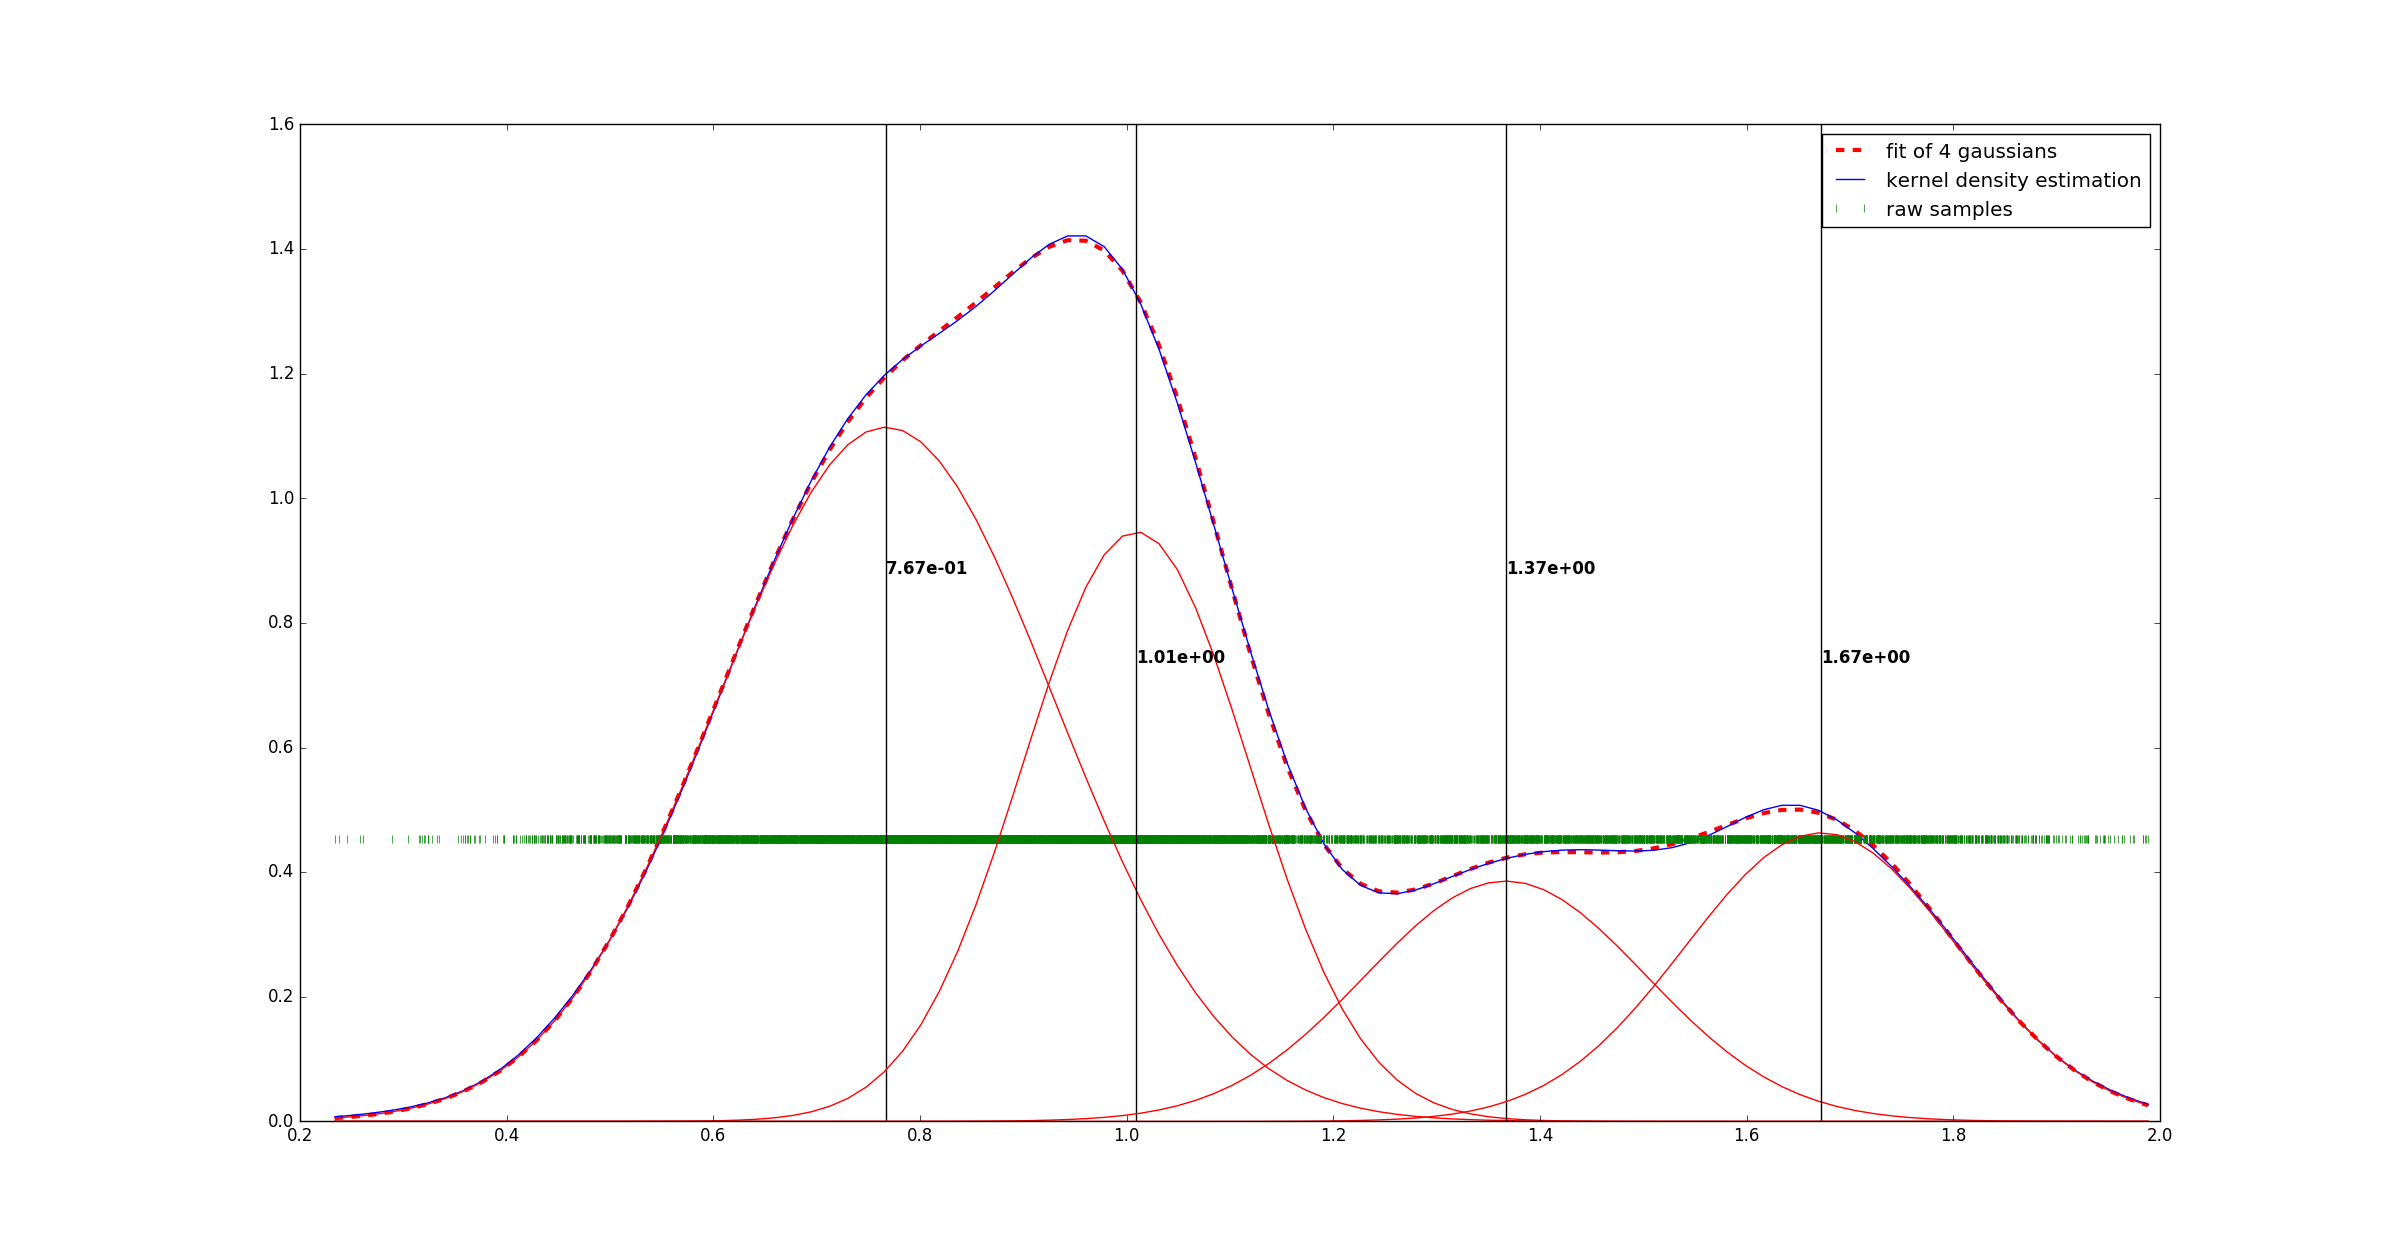 1.6
fit of 4 gaussians
kernel density estimation
raw samples
1.4
1.2
1.0
7.67e-01
1.37e+00
0.8
1.01e+00
1.67e+00
0.6
0.4
0.2
0.0
0.2 0.4 0.6 0.8 1.0 1.2 1.4 1.6 1.8 2.0